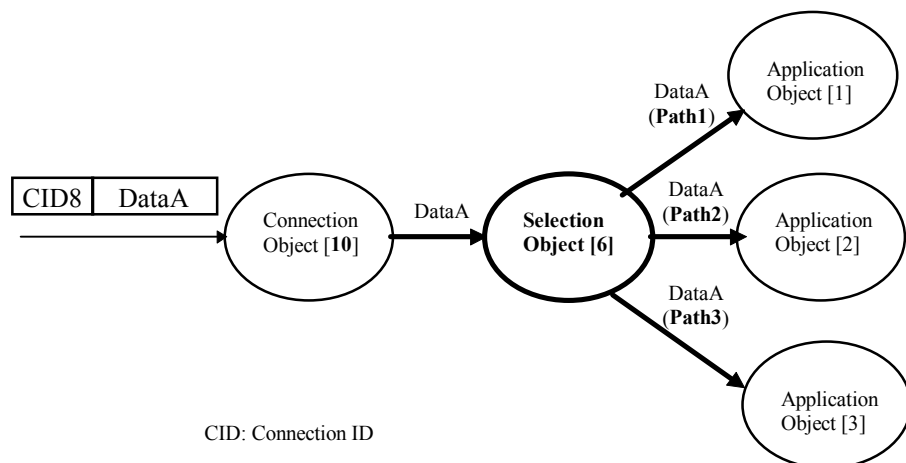 Application
Object [1]
DataA
(Path1)
CID8 DataA
Connection
Object [10]
DataA
Selection
Object [6]
DataA
(Path2)
Application
Object [2]
DataA
(Path3)
Application
Object [3]
CID: Connection ID